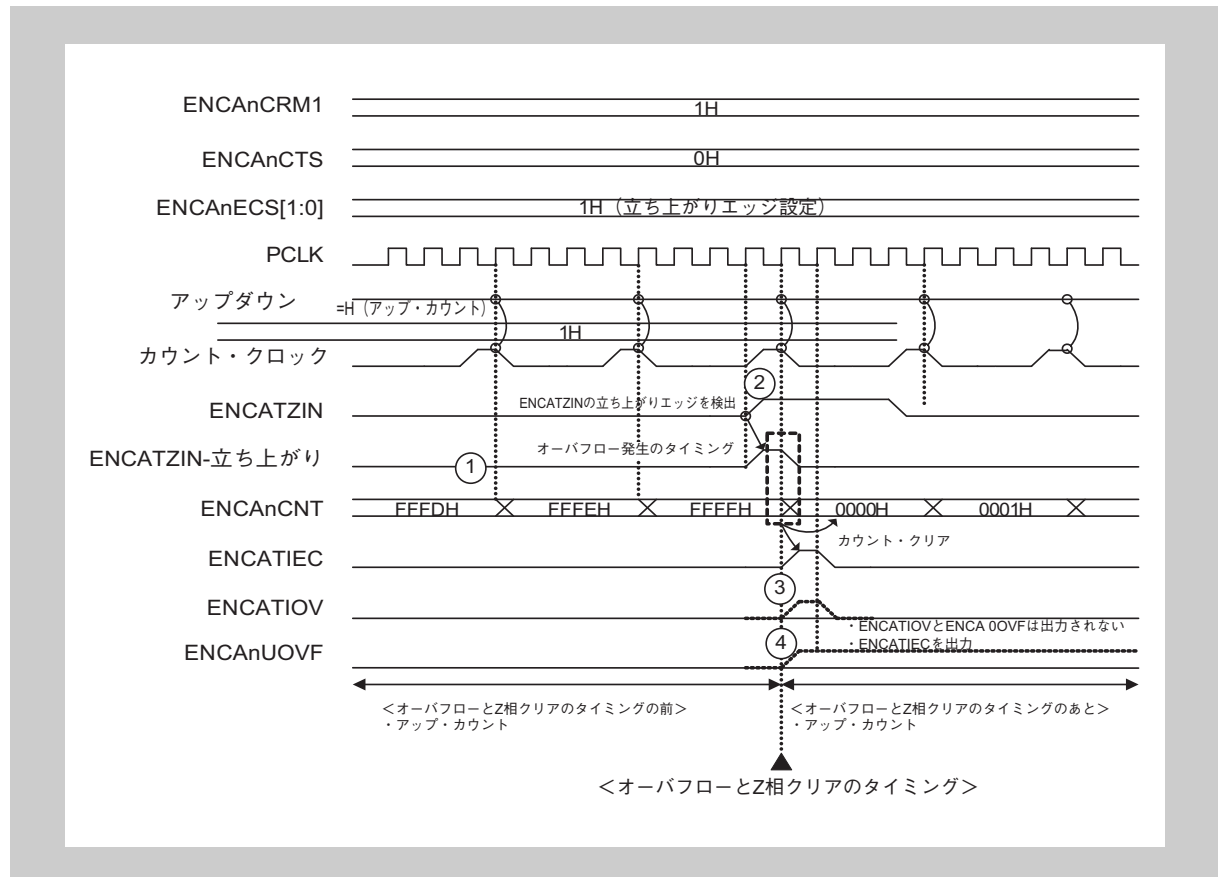 ENCAnCRM1
1H
ENCAnCTS
0H
ENCAnECS[1:0]
1H（立ち上がりエッジ設定）
PCLK
アップダウン
=H（アップ・カウント）
1H
カウント・クロック
②
ENCATZIN
ENCATZINの立ち上がりエッジを検出
オーバフロー発生のタイミング
ENCATZIN-立ち上がり
①
ENCAnCNT
FFFDH
FFFEH
FFFFH
0000H
0001H
カウント・クリア
ENCATIEC
③
ENCATIOV
・ENCATIOVとENCA 0OVFは出力されない
・ENCATIECを出力
④
ENCAnUOVF
＜オーバフローとZ相クリアのタイミングの前＞
・アップ・カウント
＜オーバフローとZ相クリアのタイミングのあと＞
・アップ・カウント
＜オーバフローとZ相クリアのタイミング＞